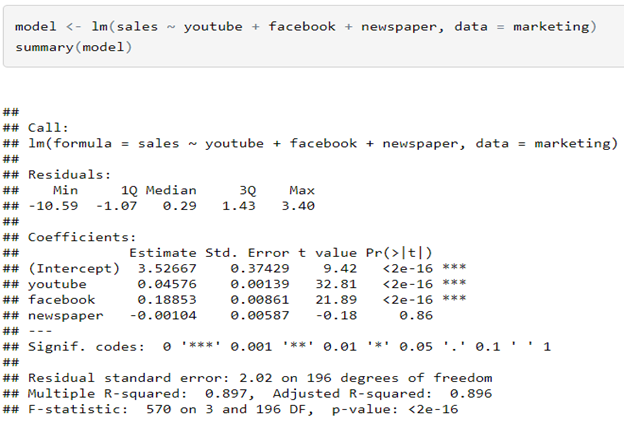 model <- lm(sales ~ youtube + facebook + newspaper, data = marketing)
summary(model)
##
## Call:
## lm(formula = sales ~ youtube + facebook + newspaper, data = marketing)
##
## Residuals:
##    Min     1Q Median     3Q    Max
## -10.59  -1.07   0.29   1.43   3.40
##
## Coefficients:
##             Estimate Std. Error t value Pr(>|t|)
## (Intercept)  3.52667    0.37429    9.42   <2e-16 ***
## youtube      0.04576    0.00139   32.81   <2e-16 ***
## facebook     0.18853    0.00861   21.89   <2e-16 ***
## newspaper   -0.00104    0.00587   -0.18     0.86
## ---
## Signif. codes:  0 '***' 0.001 '**' 0.01 '*' 0.05 '.' 0.1 ' ' 1
##
## Residual standard error: 2.02 on 196 degrees of freedom
## Multiple R-squared:  0.897,  Adjusted R-squared:  0.896
## F-statistic:  570 on 3 and 196 DF,  p-value: <2e-16